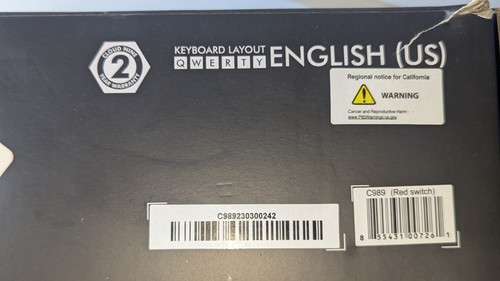 CLOUD NINE
2
YEAR WARRANTY
KEYBOARD LAYOUT
QWERTY
ENGLISH (US)
Regional notice for California
WARNING
Cancer and Reproductive Harm -
www.P65Warnings.ca.gov
C989230300242
C989 (Red switch)
8 55431 00726 1